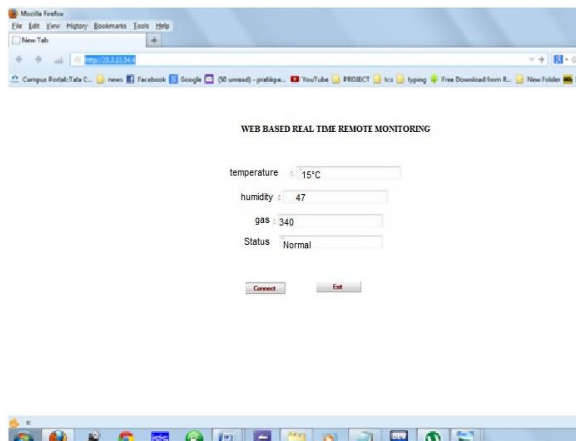 Mozilla Firefox
File Edit View History Bookmarks Tools Help
New Tab
Campus Portal:Tata C... news Facebook Google (50 unread) - YouTube PROJECT tcs typing Free Download from R... New Folder
WEB BASED REAL TIME REMOTE MONITORING
temperature : 15°C
humidity : 47
gas : 340
Status Normal
Connect Exit